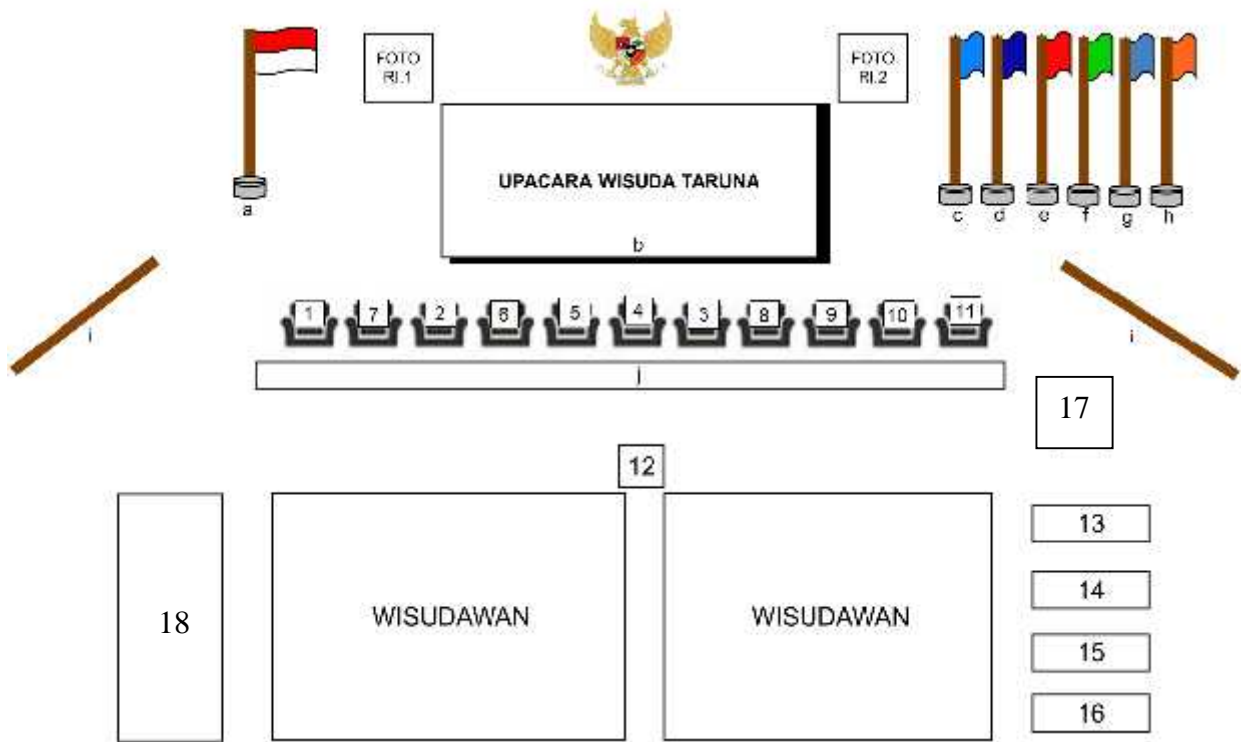 FOTO
RI.1
FOTO
RI.2
UPACARA WISUDA TARUNA
a
b
c d e f g h
i
i
1 7 2 6 5 4 3 8 9 10 11
j
17
12
13
18
WISUDAWAN
WISUDAWAN
14
15
16